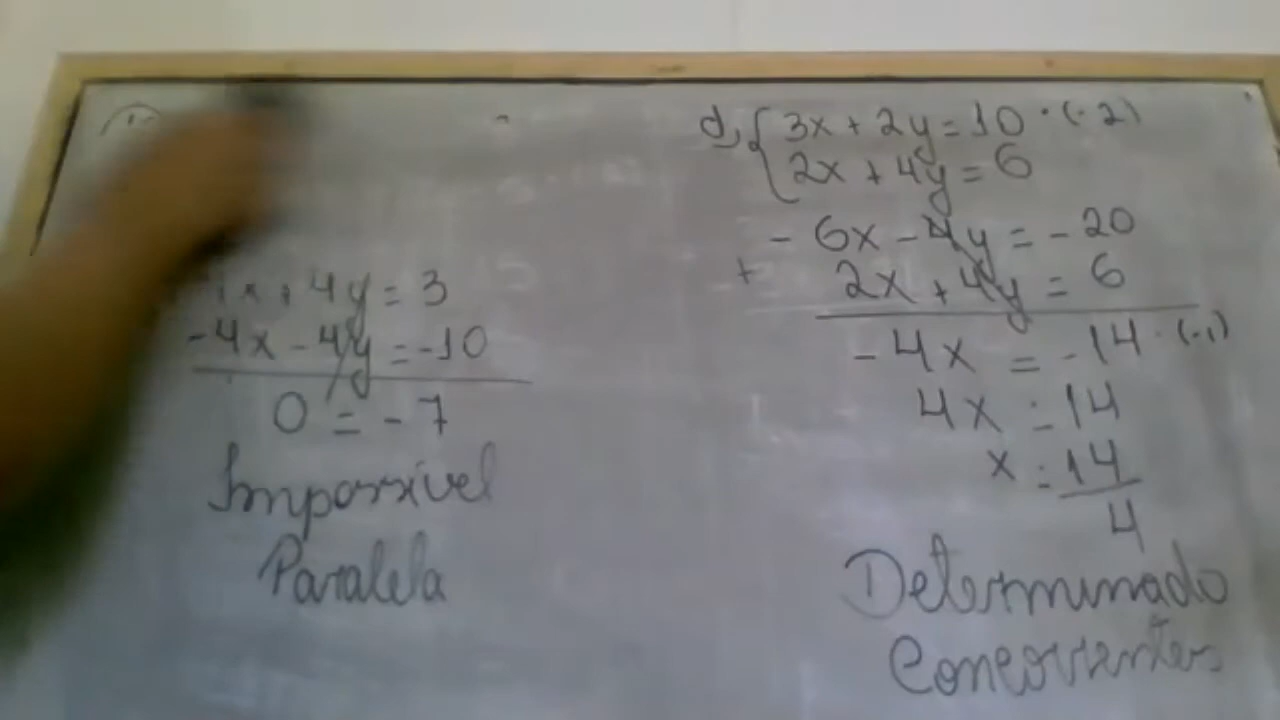 x + 4y = 3
-4x - 4y = -10
0 = -7
Impossível
Paralela
d) { 3x + 2y = 10 · (-2)
2x + 4y = 6
- 6x - 4y = - 20
+ 2x + 4y = 6
- 4x = - 14 · (-1)
4x = 14
x = 14
4
Determinado
Concorrentes